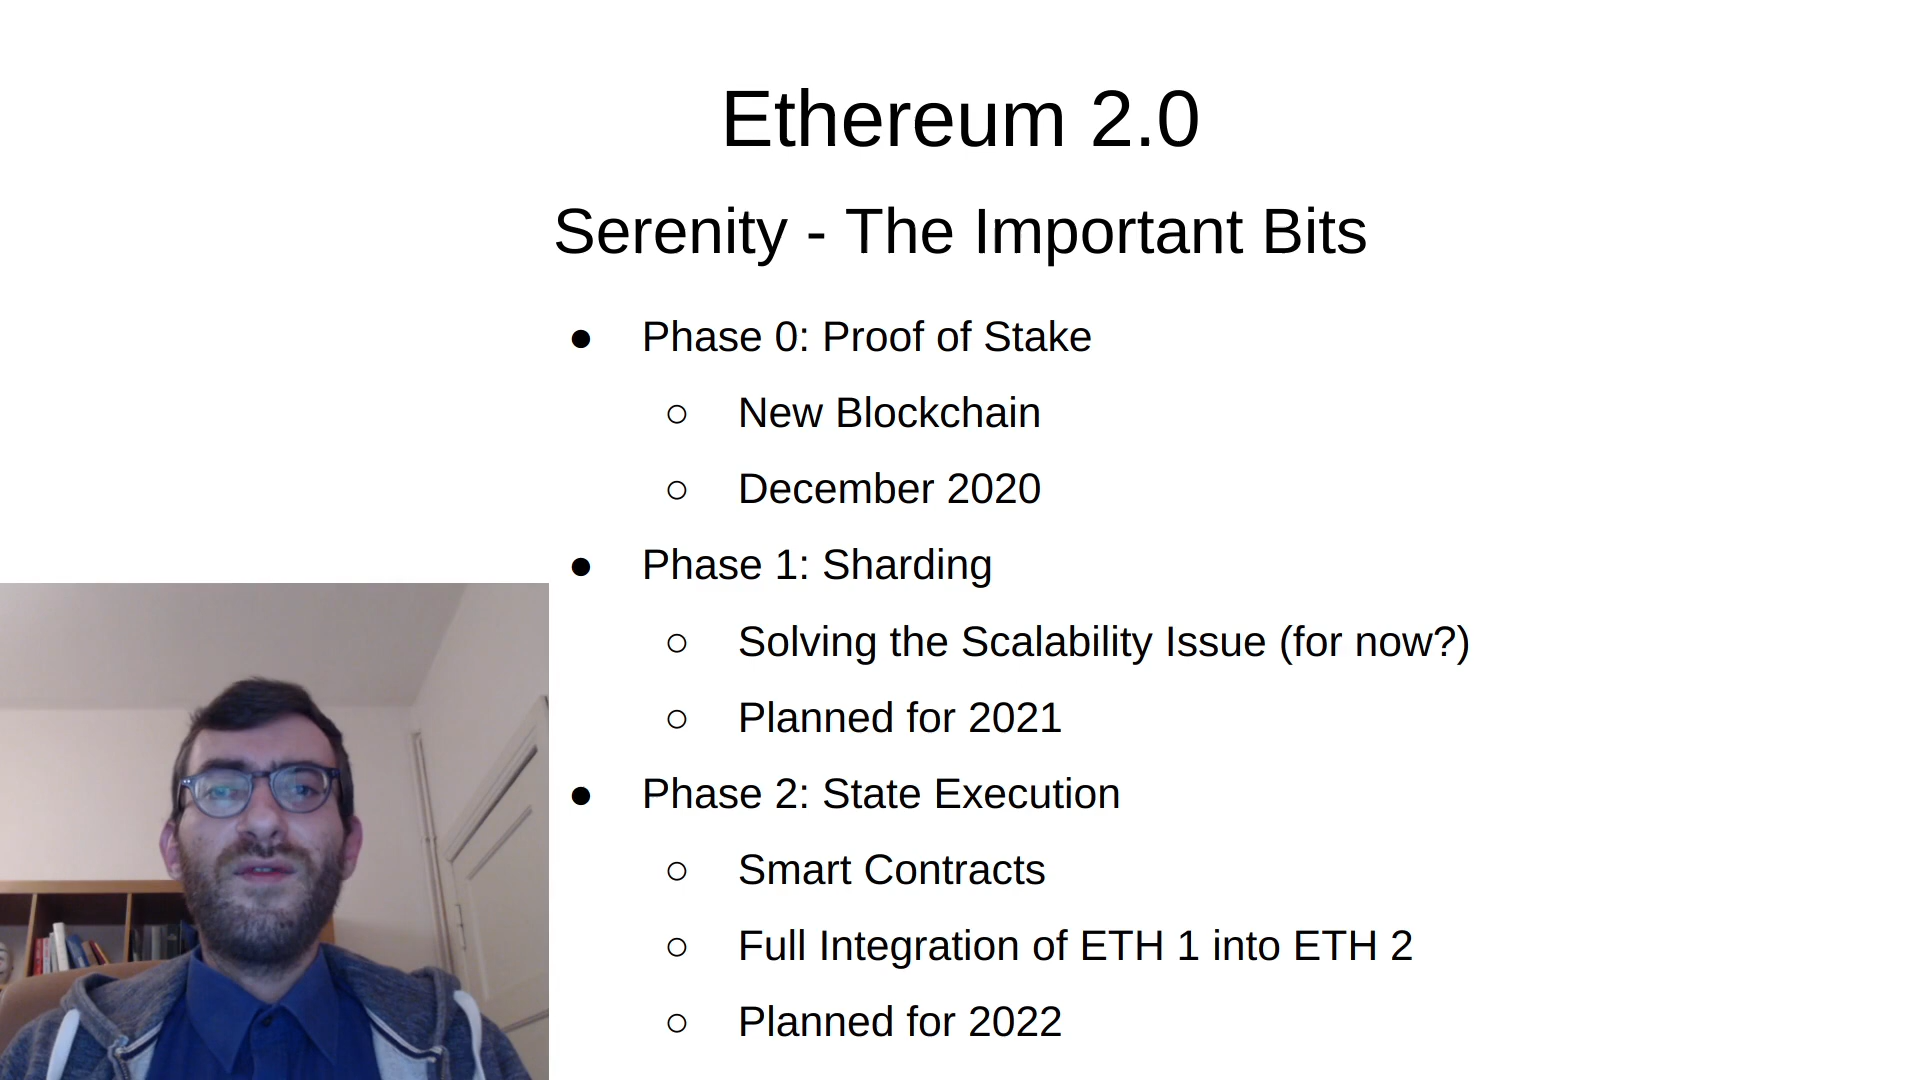 Ethereum 2.0
Serenity - The Important Bits
● Phase 0: Proof of Stake
○ New Blockchain
○ December 2020
● Phase 1: Sharding
○ Solving the Scalability Issue (for now?)
○ Planned for 2021
● Phase 2: State Execution
○ Smart Contracts
○ Full Integration of ETH 1 into ETH 2
○ Planned for 2022